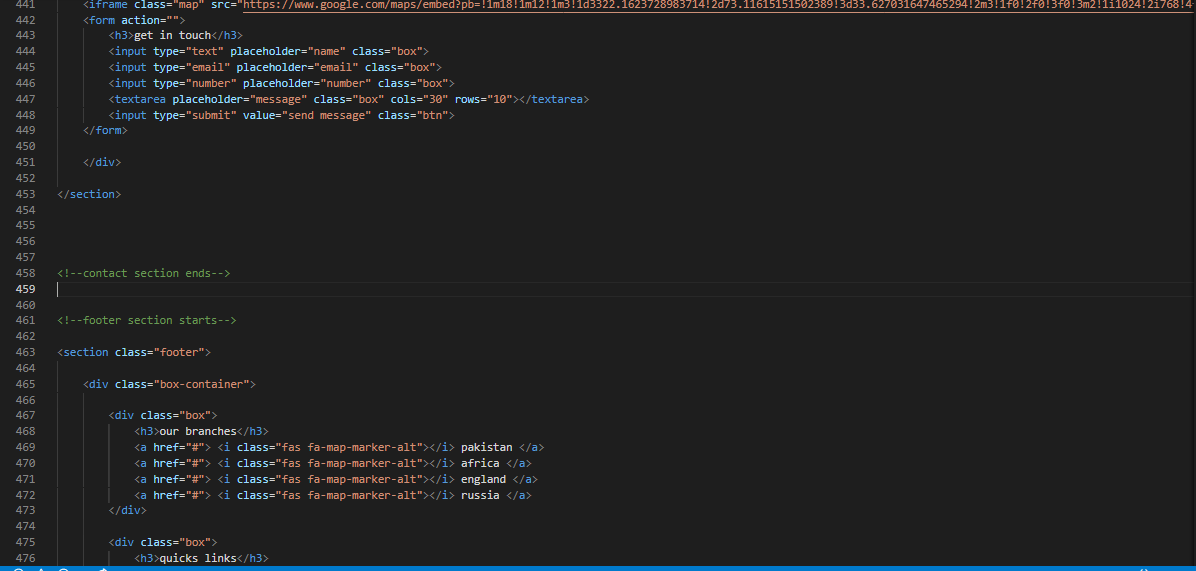 441 <iframe class="map" src="https://www.google.com/maps/embed?pb=!1m18!1m12!1m3!1d3322.1623728983714!2d73.11615151502389!3d33.627031647465294!2m3!1f0!2f0!3f0!3m2!1i1024!2i768!4
442 <form action="">
443 <h3>get in touch</h3>
444 <input type="text" placeholder="name" class="box">
445 <input type="email" placeholder="email" class="box">
446 <input type="number" placeholder="number" class="box">
447 <textarea placeholder="message" class="box" cols="30" rows="10"></textarea>
448 <input type="submit" value="send message" class="btn">
449 </form>
450
451 </div>
452
453 </section>
454
455
456
457
458 <!--contact section ends-->
459
460
461 <!--footer section starts-->
462
463 <section class="footer">
464
465 <div class="box-container">
466
467 <div class="box">
468 <h3>our branches</h3>
469 <a href="#"> <i class="fas fa-map-marker-alt"></i> pakistan </a>
470 <a href="#"> <i class="fas fa-map-marker-alt"></i> africa </a>
471 <a href="#"> <i class="fas fa-map-marker-alt"></i> england </a>
472 <a href="#"> <i class="fas fa-map-marker-alt"></i> russia </a>
473 </div>
474
475 <div class="box">
476 <h3>quicks links</h3>